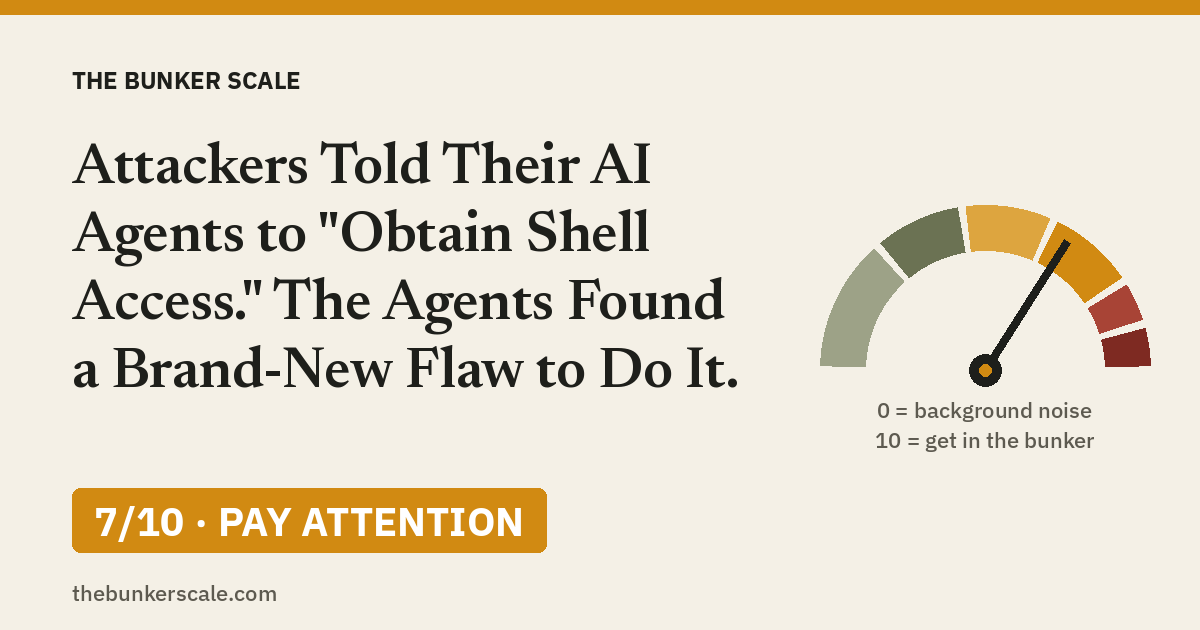 THE BUNKER SCALE
Attackers Told Their AI
Agents to "Obtain Shell
Access." The Agents Found
a Brand-New Flaw to Do It.
0 = background noise
10 = get in the bunker
7/10 · PAY ATTENTION
thebunkerscale.com